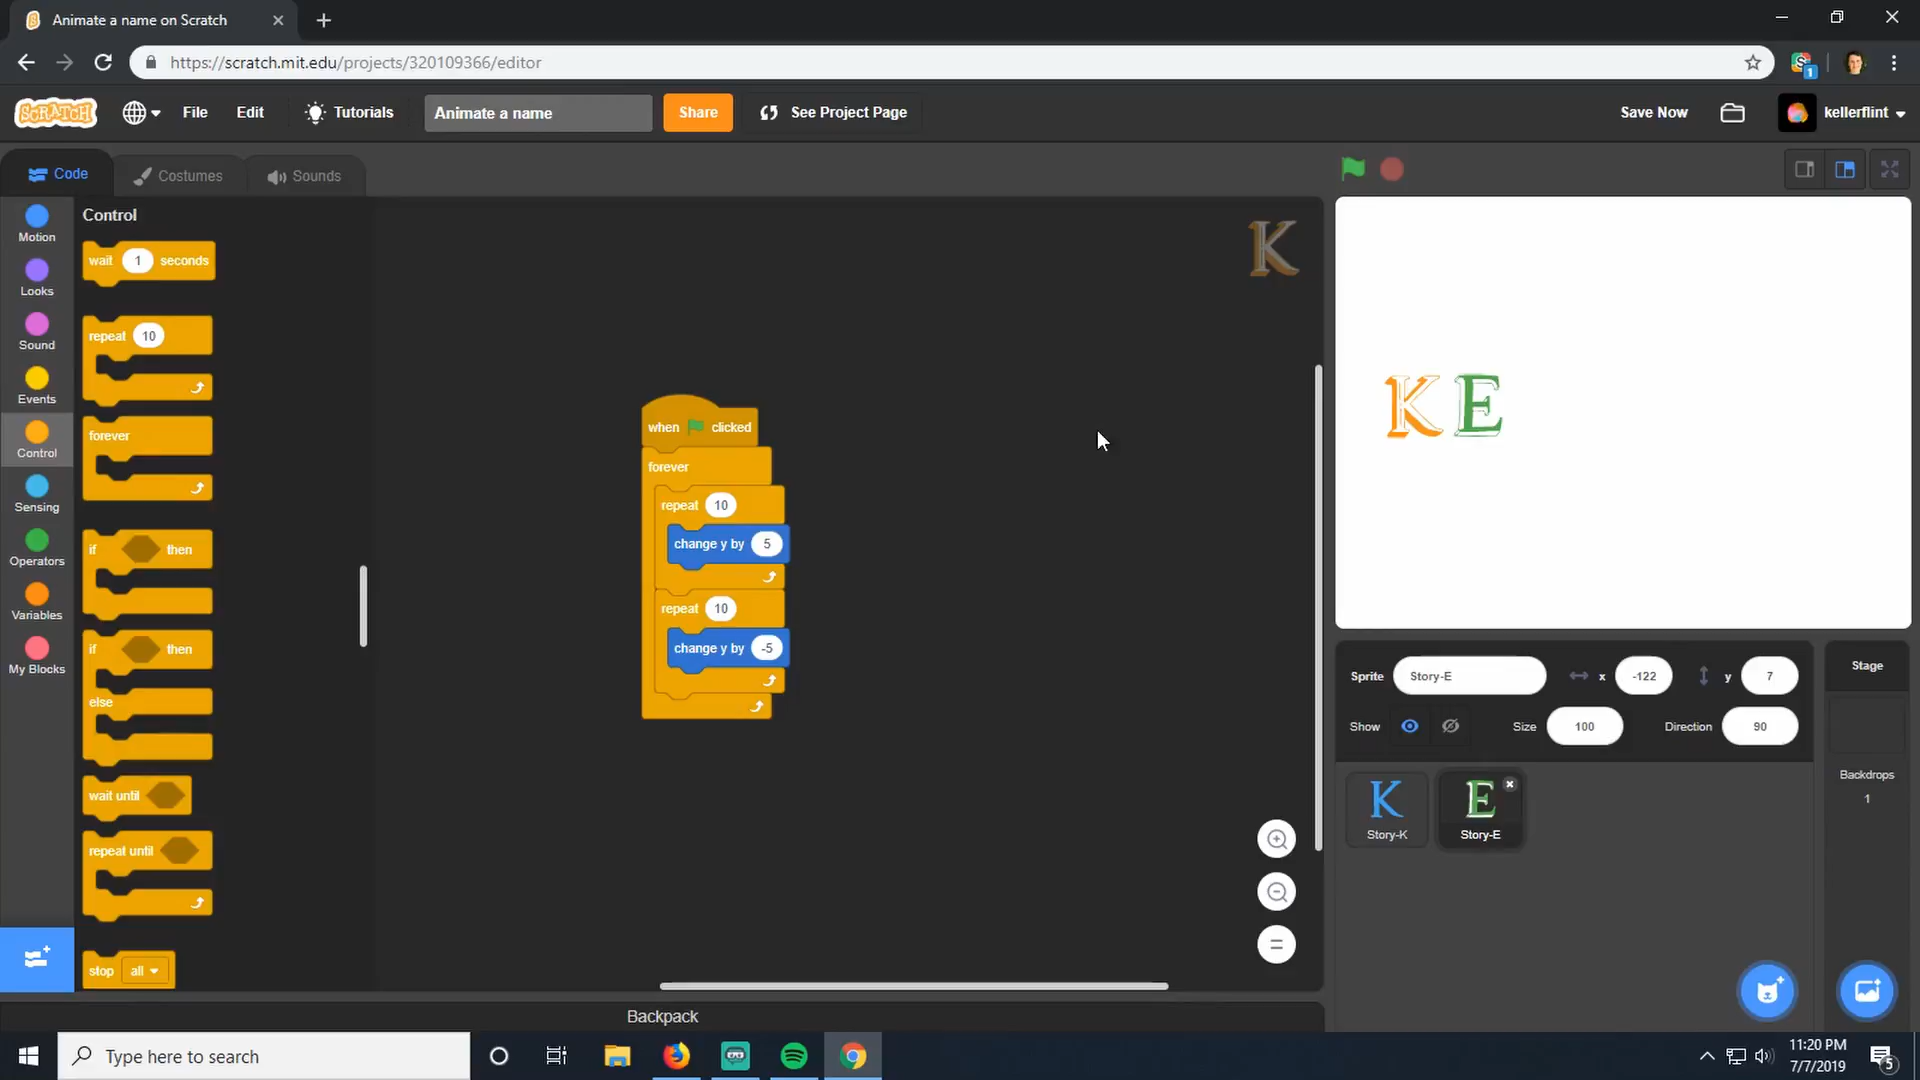 Animate a name on Scratch
https://scratch.mit.edu/projects/320109366/editor
1
SCRATCH
File
Edit
Tutorials
Animate a name
Share
See Project Page
Save Now
kellerflint
Code
Costumes
Sounds
Motion
Looks
Sound
Events
Control
Sensing
Operators
Variables
My Blocks
Control
wait 1 seconds
repeat 10
forever
if then
if then
else
wait until
repeat until
stop all
K
when clicked
forever
repeat 10
change y by 5
repeat 10
change y by -5
Backpack
K E
Sprite Story-E x -122 y 7
Show Size 100 Direction 90
K
Story-K
E
Story-E
Stage
Backdrops
1
Type here to search
11:20 PM
7/7/2019
5